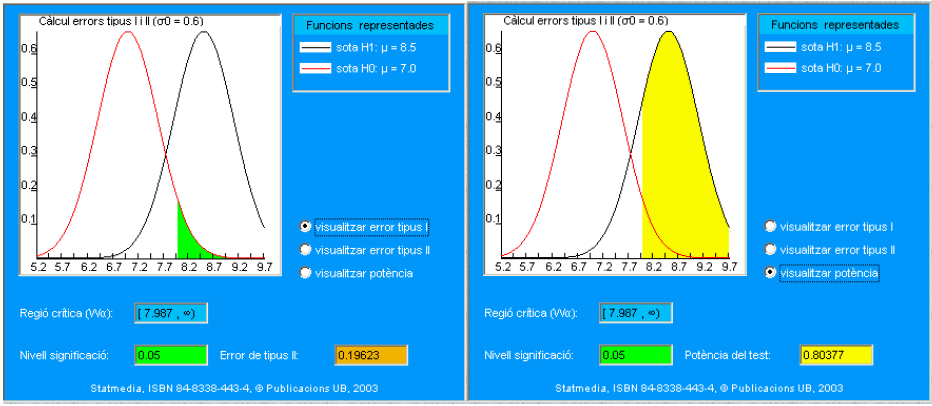 Càlcul errors tipus I i II (σ0 = 0.6)
0.6
0.5
0.4
0.3
0.2
0.1
5.2 5.7 6.2 6.7 7.2 7.7 8.2 8.7 9.2 9.7
Funcions representades
sota H1: µ = 8.5
sota H0: µ = 7.0
visualitzar error tipus I
visualitzar error tipus II
visualitzar potència
Regió crítica (Wα): [ 7.987 , ∞)
Nivell significació: 0.05 Error de tipus II: 0.19623
Statmedia, ISBN 84-8338-443-4, © Publicacions UB, 2003
Càlcul errors tipus I i II (σ0 = 0.6)
0.6
0.5
0.4
0.3
0.2
0.1
5.2 5.7 6.2 6.7 7.2 7.7 8.2 8.7 9.2 9.7
Funcions representades
sota H1: µ = 8.5
sota H0: µ = 7.0
visualitzar error tipus I
visualitzar error tipus II
visualitzar potència
Regió crítica (Wα): [ 7.987 , ∞)
Nivell significació: 0.05 Potència del test: 0.80377
Statmedia, ISBN 84-8338-443-4, © Publicacions UB, 2003